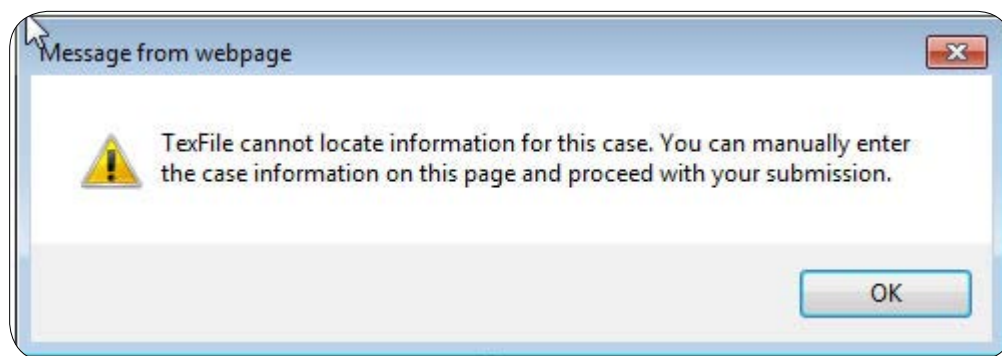 Message from webpage
TexFile cannot locate information for this case. You can manually enter
the case information on this page and proceed with your submission.
OK